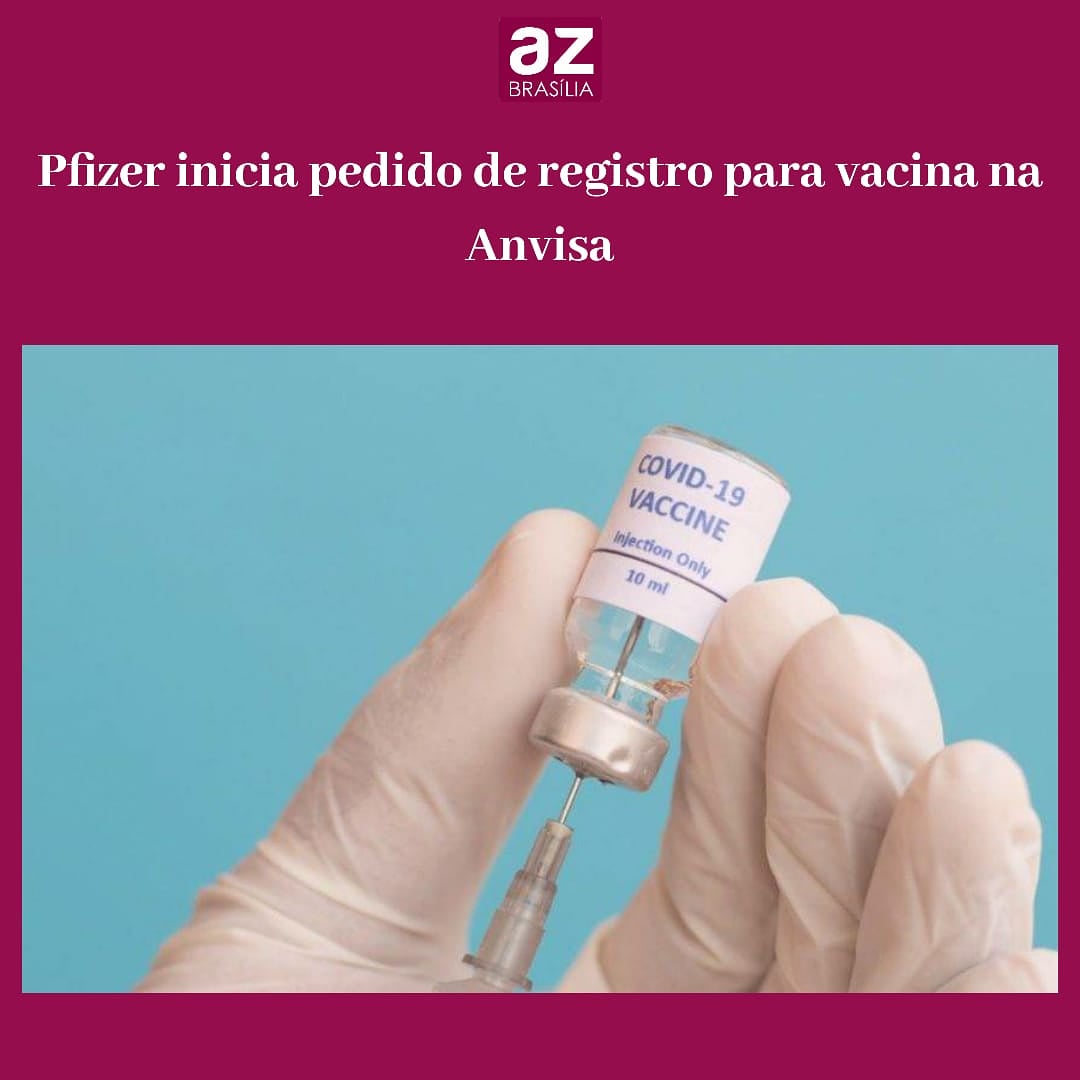 az
BRASÍLIA
Pfizer inicia pedido de registro para vacina na
Anvisa
COVID-19
VACCINE
Injection Only
10 ml